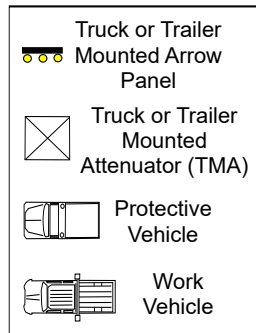 Truck or Trailer
Mounted Arrow
Panel
Truck or Trailer
Mounted
Attenuator (TMA)
Protective
Vehicle
Work
Vehicle